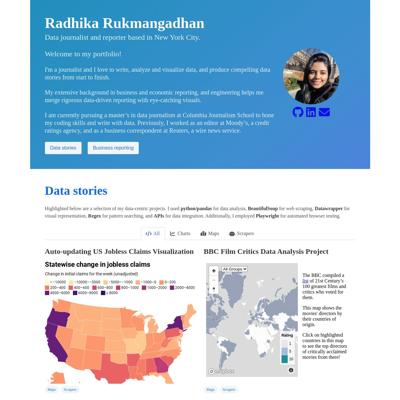 Radhika Rukmangadhan
Data journalist and reporter based in New York City.
Welcome to my portfolio!
I'm a journalist and I love to write, analyze and visualize data, and produce compelling data
stories from start to finish.
My extensive background in business and economic reporting, and engineering helps me
merge rigorous data-driven reporting with eye-catching visuals.
I am currently pursuing a master's in data journalism at Columbia Journalism School to hone
my coding skills and write with data. Previously, I worked as an editor at Moody's, a credit
ratings agency, and as a business correspondent at Reuters, a wire news service.
Data stories
Business reporting
Data stories
Highlighted below are a selection of my data-centric projects. I used python/pandas for data analysis, BeautifulSoup for web scraping, Datawrapper for
visual representation, Regex for pattern searching, and APIs for data integration. Additionally, I employed Playwright for automated browser testing.
All
Charts
Maps
Scrapers
Auto-updating US Jobless Claims Visualization
Statewise change in jobless claims
Change in initial claims for the week (unadjusted)
BBC Film Critics Data Analysis Project
All Groups
The BBC compiled a
list of 21st Century's
100 greatest films and
critics who voted for
them.
This map shows the
movies' directors by
their countries of
origin.
Click on highlighted
countries in this map
to see the top directors
of critically acclaimed
movies from there!
Rating
mapbox
Maps
Scrapers
Maps
Scrapers